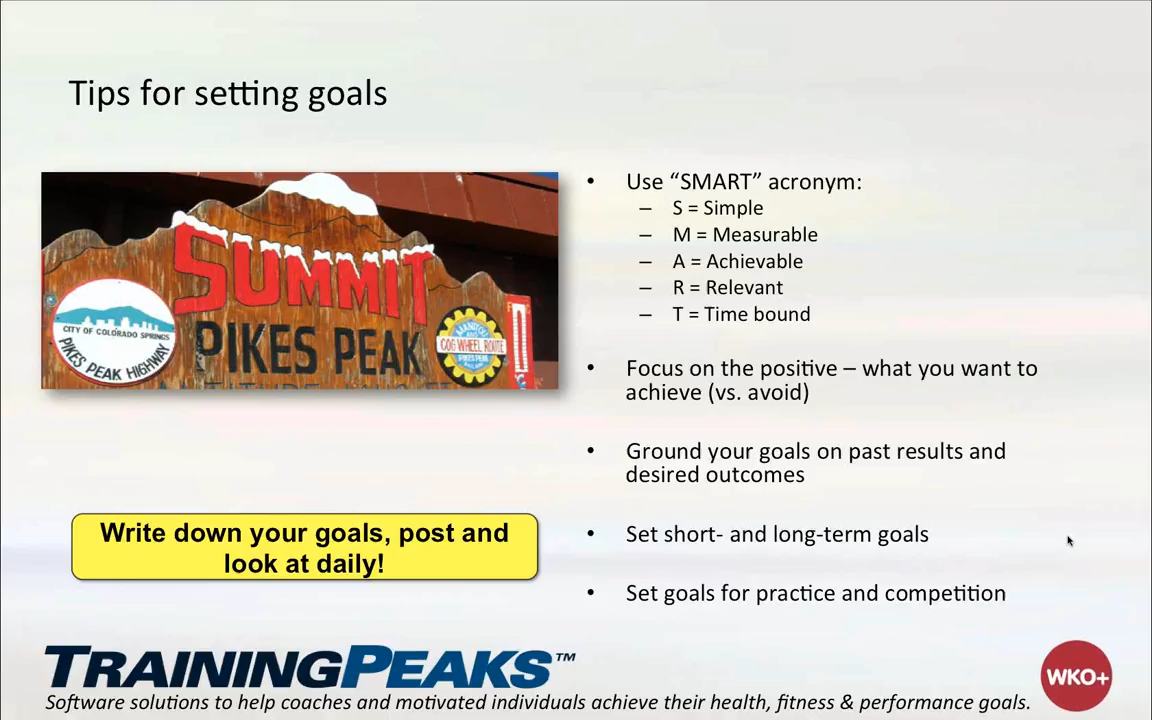 Tips for setting goals
SUMMIT
PIKES PEAK
CITY OF COLORADO SPRINGS
PIKES PEAK HIGHWAY
MANITOU
AND
COG WHEEL ROUTE
PIKES PEAK
• Use “SMART” acronym:
– S = Simple
– M = Measurable
– A = Achievable
– R = Relevant
– T = Time bound
• Focus on the positive – what you want to
achieve (vs. avoid)
• Ground your goals on past results and
desired outcomes
• Set short- and long-term goals
• Set goals for practice and competition
Write down your goals, post and
look at daily!
TRAININGPEAKS™
WKO+
Software solutions to help coaches and motivated individuals achieve their health, fitness & performance goals.